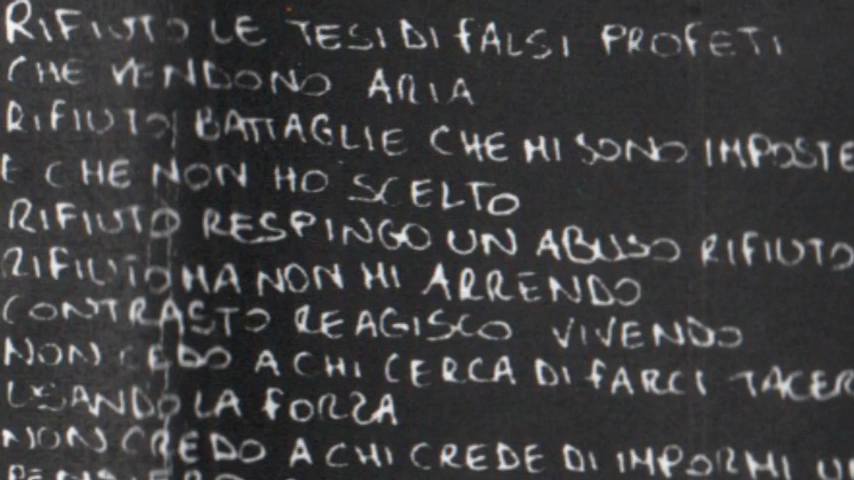 RIFIUTO LE TESI DI fALSI PROFETI
CHE VENDONO ARIA
RIFIUTO BATTAGLIE CHE MI SONO IMPOSTE
E CHE NON HO SCELTO
RIFIUTO RESPINGO UN ABUSO RIFIUTO
RIFIUTO MA NON MI ARRENDO
CONTRASTO REAGISCO VIVENDO
NON CEDO A CHI CERCA DI fARCI TACER
USANDO LA fORZA
NON CREDO A CHI CREDE DI IMPORMI